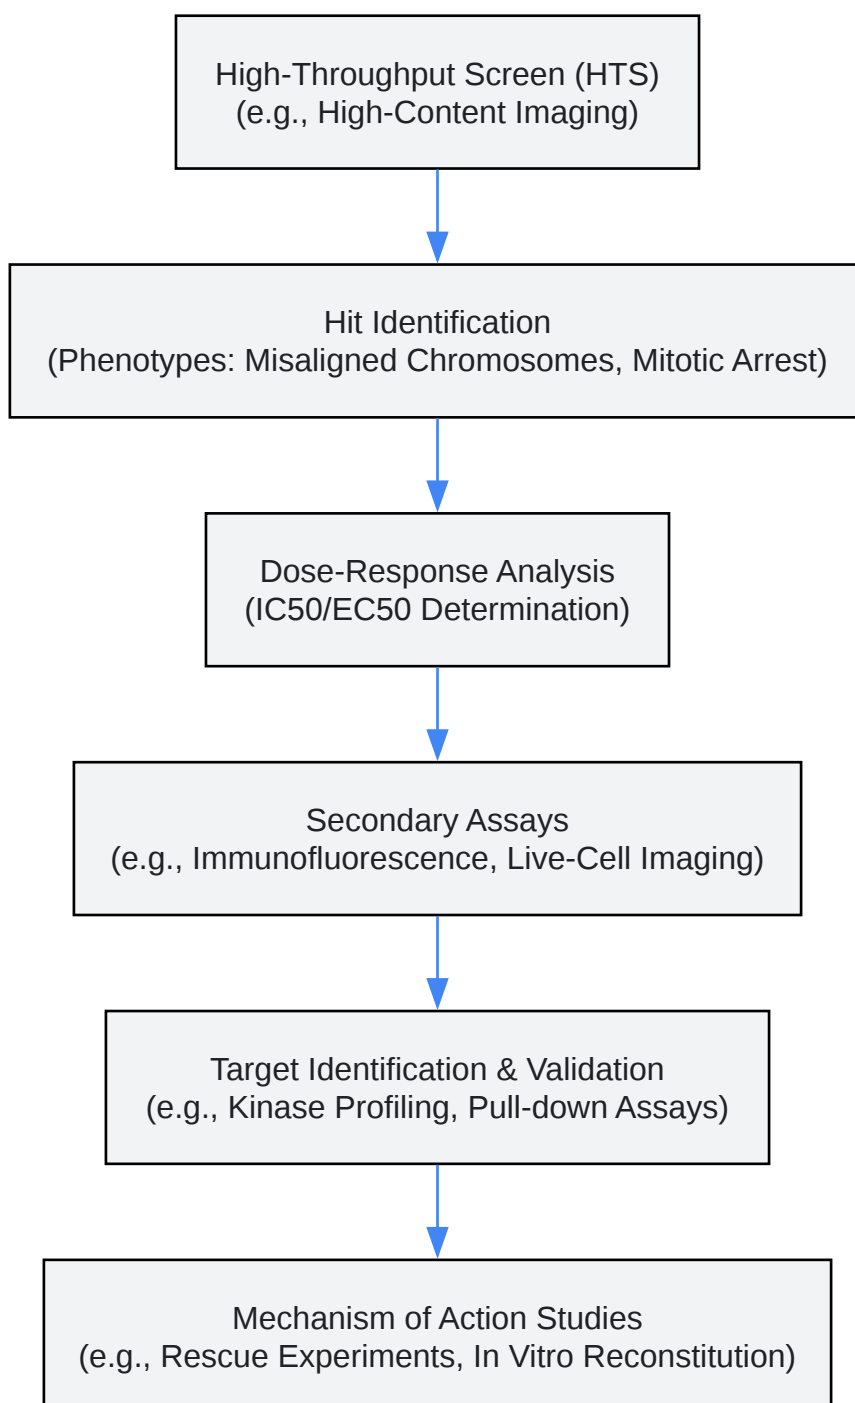 High-Throughput Screen (HTS)
(e.g., High-Content Imaging)
Hit Identification
(Phenotypes: Misaligned Chromosomes, Mitotic Arrest)
Dose-Response Analysis
(IC50/EC50 Determination)
Secondary Assays
(e.g., Immunofluorescence, Live-Cell Imaging)
Target Identification & Validation
(e.g., Kinase Profiling, Pull-down Assays)
Mechanism of Action Studies
(e.g., Rescue Experiments, In Vitro Reconstitution)